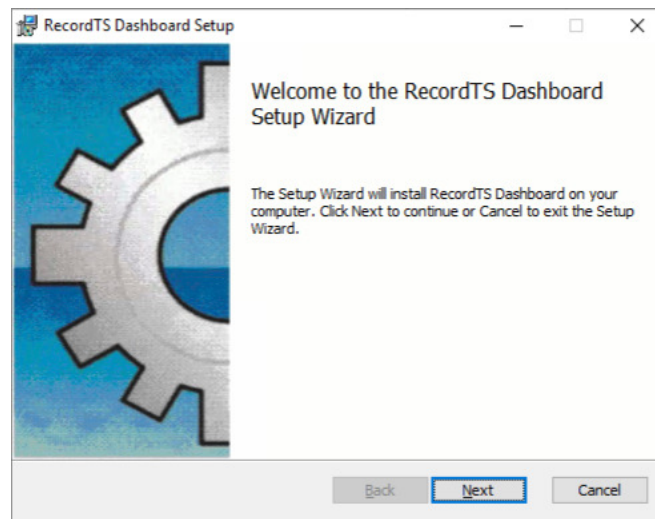 RecordTS Dashboard Setup
Welcome to the RecordTS Dashboard
Setup Wizard
The Setup Wizard will install RecordTS Dashboard on your
computer. Click Next to continue or Cancel to exit the Setup
Wizard.
Back Next Cancel